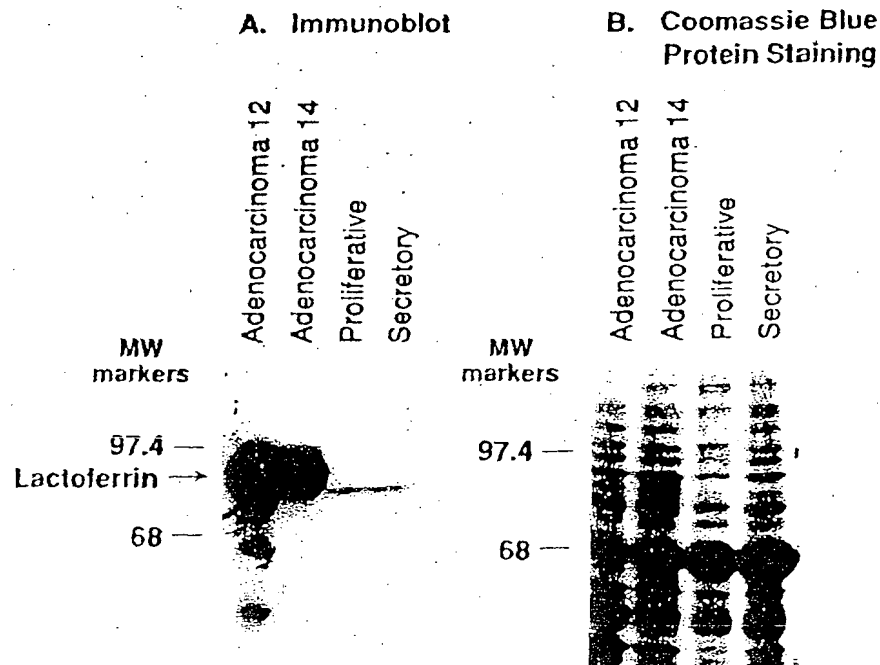 A. Immunoblot
Adenocarcinoma 12
Adenocarcinoma 14
Proliferative
Secretory
MW
markers
97.4
Lactoferrin
68
B. Coomassie Blue
Protein Staining
Adenocarcinoma 12
Adenocarcinoma 14
Proliferative
Secretory
MW
markers
97.4
68